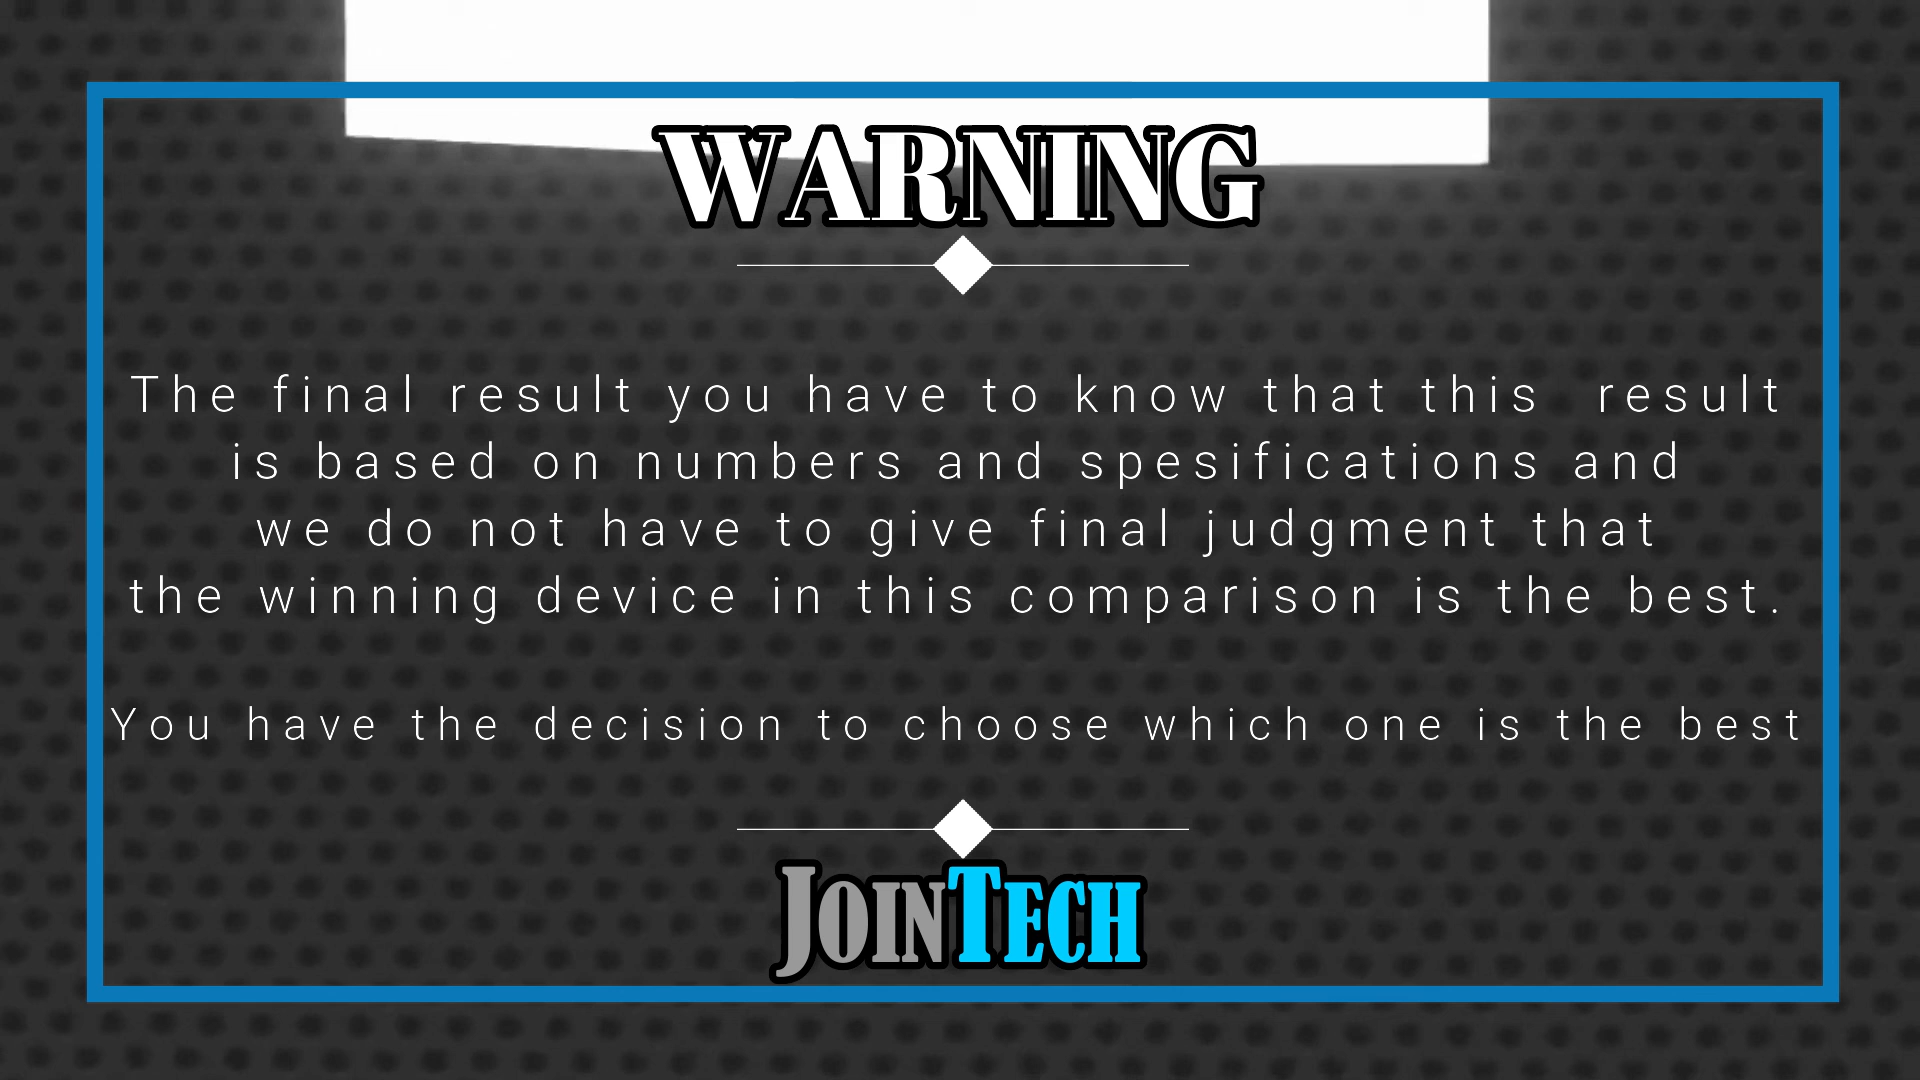 WARNING
The final result you have to know that this result
is based on numbers and spesifications and
we do not have to give final judgment that
the winning device in this comparison is the best.
You have the decision to choose which one is the best
JOINTECH